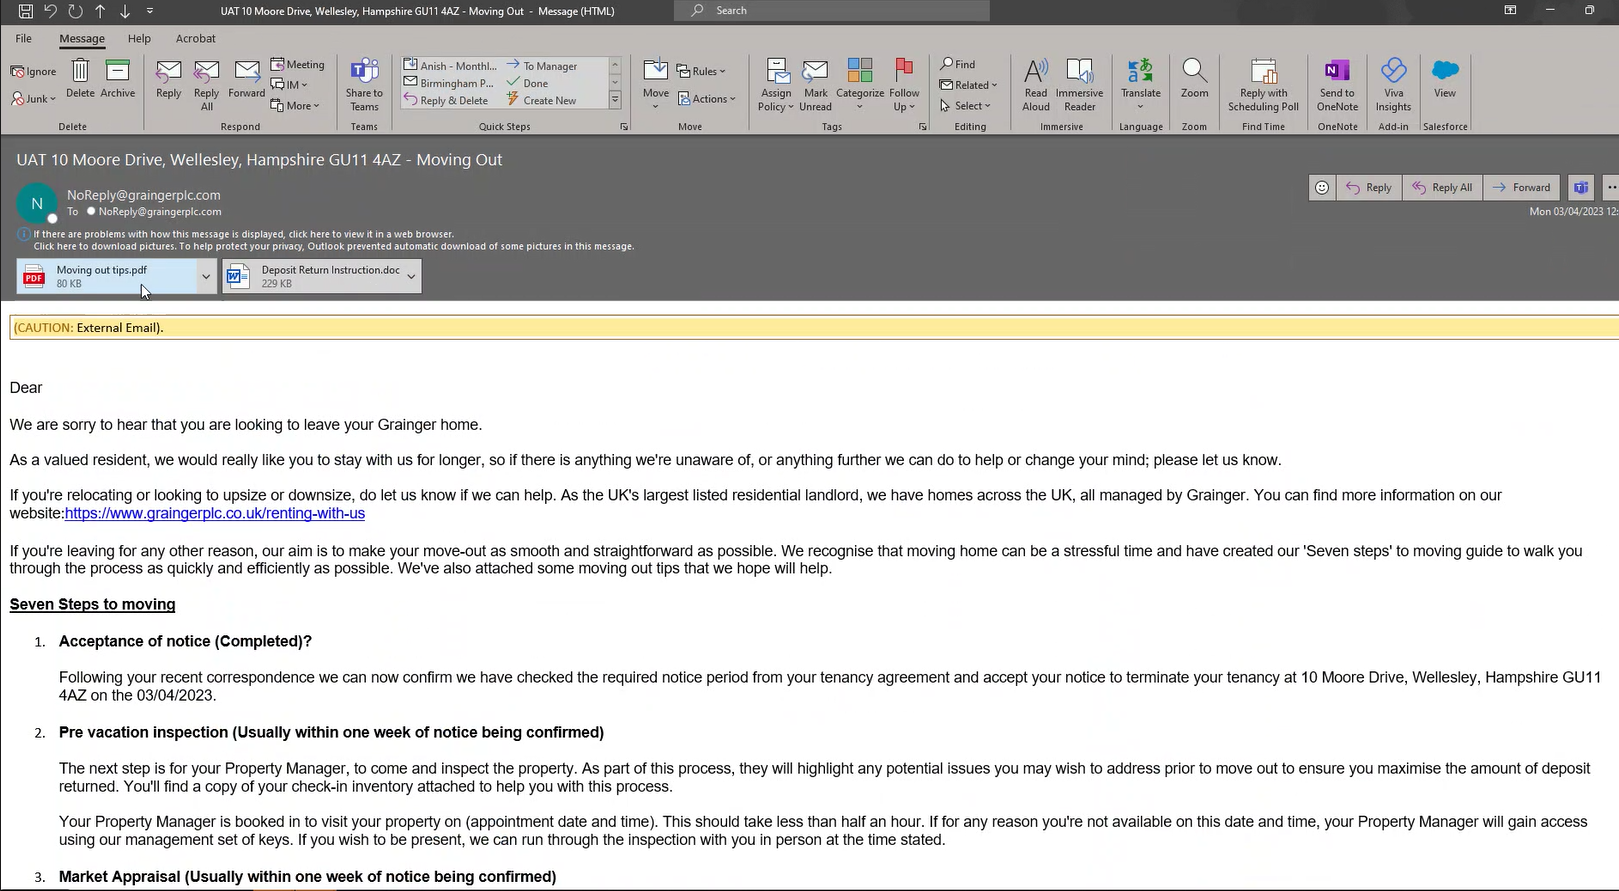 UAT 10 Moore Drive, Wellesley, Hampshire GU11 4AZ - Moving Out - Message (HTML)
Search
File Message Help Acrobat
Ignore
Junk
Delete
Archive
Delete
Reply
Reply All
Forward
Meeting
IM
More
Respond
Share to Teams
Teams
Anish - Monthl...
Birmingham P...
Reply & Delete
To Manager
Done
Create New
Quick Steps
Move
Rules
Actions
Move
Assign Policy
Mark Unread
Categorize
Follow Up
Tags
Find
Related
Select
Editing
Read Aloud
Immersive Reader
Immersive
Translate
Language
Zoom
Zoom
Reply with Scheduling Poll
Find Time
Send to OneNote
OneNote
Viva Insights
Add-in
View
Salesforce
UAT 10 Moore Drive, Wellesley, Hampshire GU11 4AZ - Moving Out
N
NoReply@graingerplc.com
To NoReply@graingerplc.com
Reply
Reply All
Forward
Mon 03/04/2023 12:
If there are problems with how this message is displayed, click here to view it in a web browser.
Click here to download pictures. To help protect your privacy, Outlook prevented automatic download of some pictures in this message.
PDF
Moving out tips.pdf
80 KB
Deposit Return Instruction.doc
229 KB
(CAUTION: External Email).
Dear
We are sorry to hear that you are looking to leave your Grainger home.
As a valued resident, we would really like you to stay with us for longer, so if there is anything we're unaware of, or anything further we can do to help or change your mind; please let us know.
If you're relocating or looking to upsize or downsize, do let us know if we can help. As the UK's largest listed residential landlord, we have homes across the UK, all managed by Grainger. You can find more information on our
website:https://www.graingerplc.co.uk/renting-with-us
If you're leaving for any other reason, our aim is to make your move-out as smooth and straightforward as possible. We recognise that moving home can be a stressful time and have created our 'Seven steps' to moving guide to walk you
through the process as quickly and efficiently as possible. We've also attached some moving out tips that we hope will help.
Seven Steps to moving
1. Acceptance of notice (Completed)?
Following your recent correspondence we can now confirm we have checked the required notice period from your tenancy agreement and accept your notice to terminate your tenancy at 10 Moore Drive, Wellesley, Hampshire GU11
4AZ on the 03/04/2023.
2. Pre vacation inspection (Usually within one week of notice being confirmed)
The next step is for your Property Manager, to come and inspect the property. As part of this process, they will highlight any potential issues you may wish to address prior to move out to ensure you maximise the amount of deposit
returned. You'll find a copy of your check-in inventory attached to help you with this process.
Your Property Manager is booked in to visit your property on (appointment date and time). This should take less than half an hour. If for any reason you're not available on this date and time, your Property Manager will gain access
using our management set of keys. If you wish to be present, we can run through the inspection with you in person at the time stated.
3. Market Appraisal (Usually within one week of notice being confirmed)